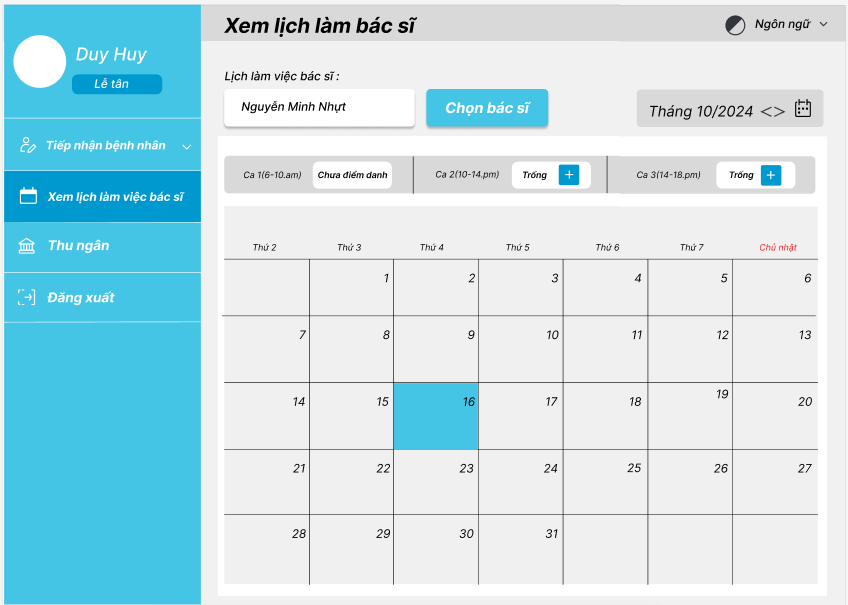 Duy Huy
Lễ tân
Tiếp nhận bệnh nhân
Xem lịch làm việc bác sĩ
Thu ngân
Đăng xuất
Xem lịch làm bác sĩ
Ngôn ngữ
Lịch làm việc bác sĩ :
Nguyễn Minh Nhựt
Chọn bác sĩ
Tháng 10/2024 <>
Ca 1(6-10.am) Chưa điểm danh Ca 2(10-14.pm) Trống + Ca 3(14-18.pm) Trống +
Thứ 2 Thứ 3 Thứ 4 Thứ 5 Thứ 6 Thứ 7 Chủ nhật
1 2 3 4 5 6
7 8 9 10 11 12 13
14 15 16 17 18 19 20
21 22 23 24 25 26 27
28 29 30 31